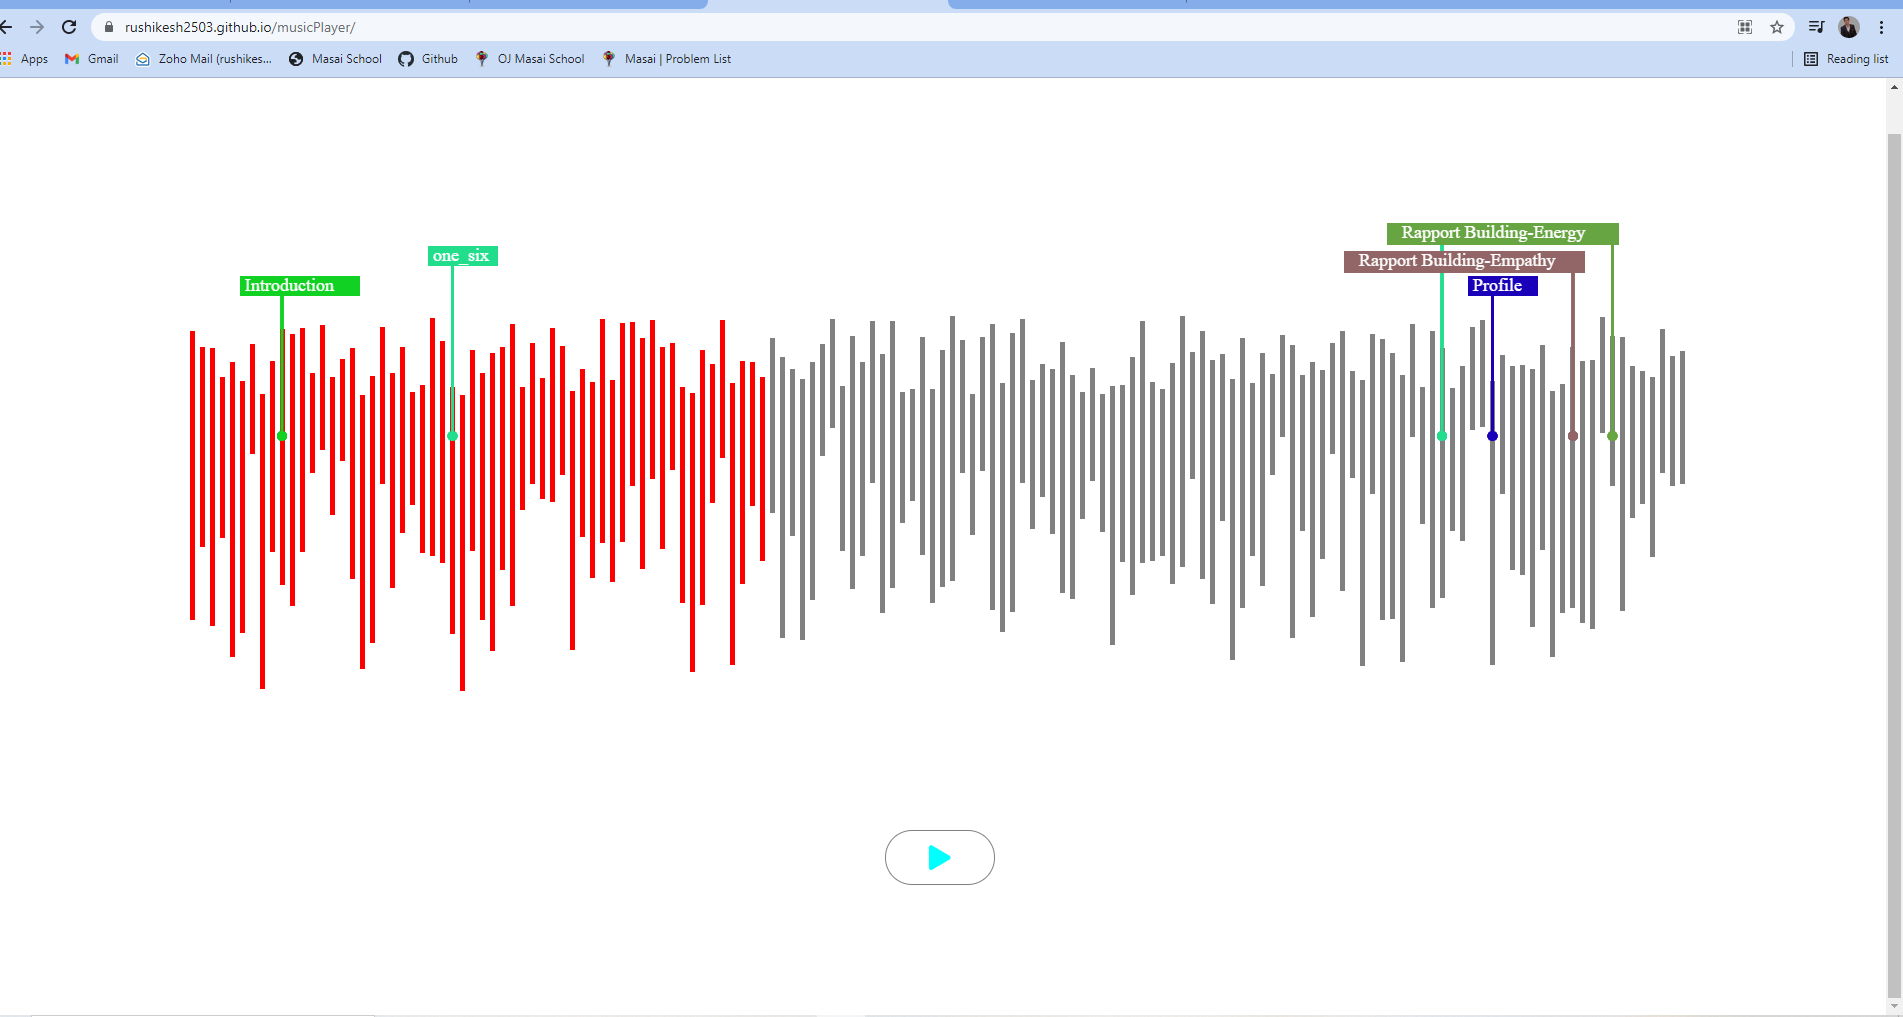 rushikesh2503.github.io/musicPlayer/
Apps Gmail Zoho Mail (rushikes... Masai School Github OJ Masai School Masai | Problem List Reading list
Rapport Building-Energy
one_six
Rapport Building-Empathy
Introduction
Profile